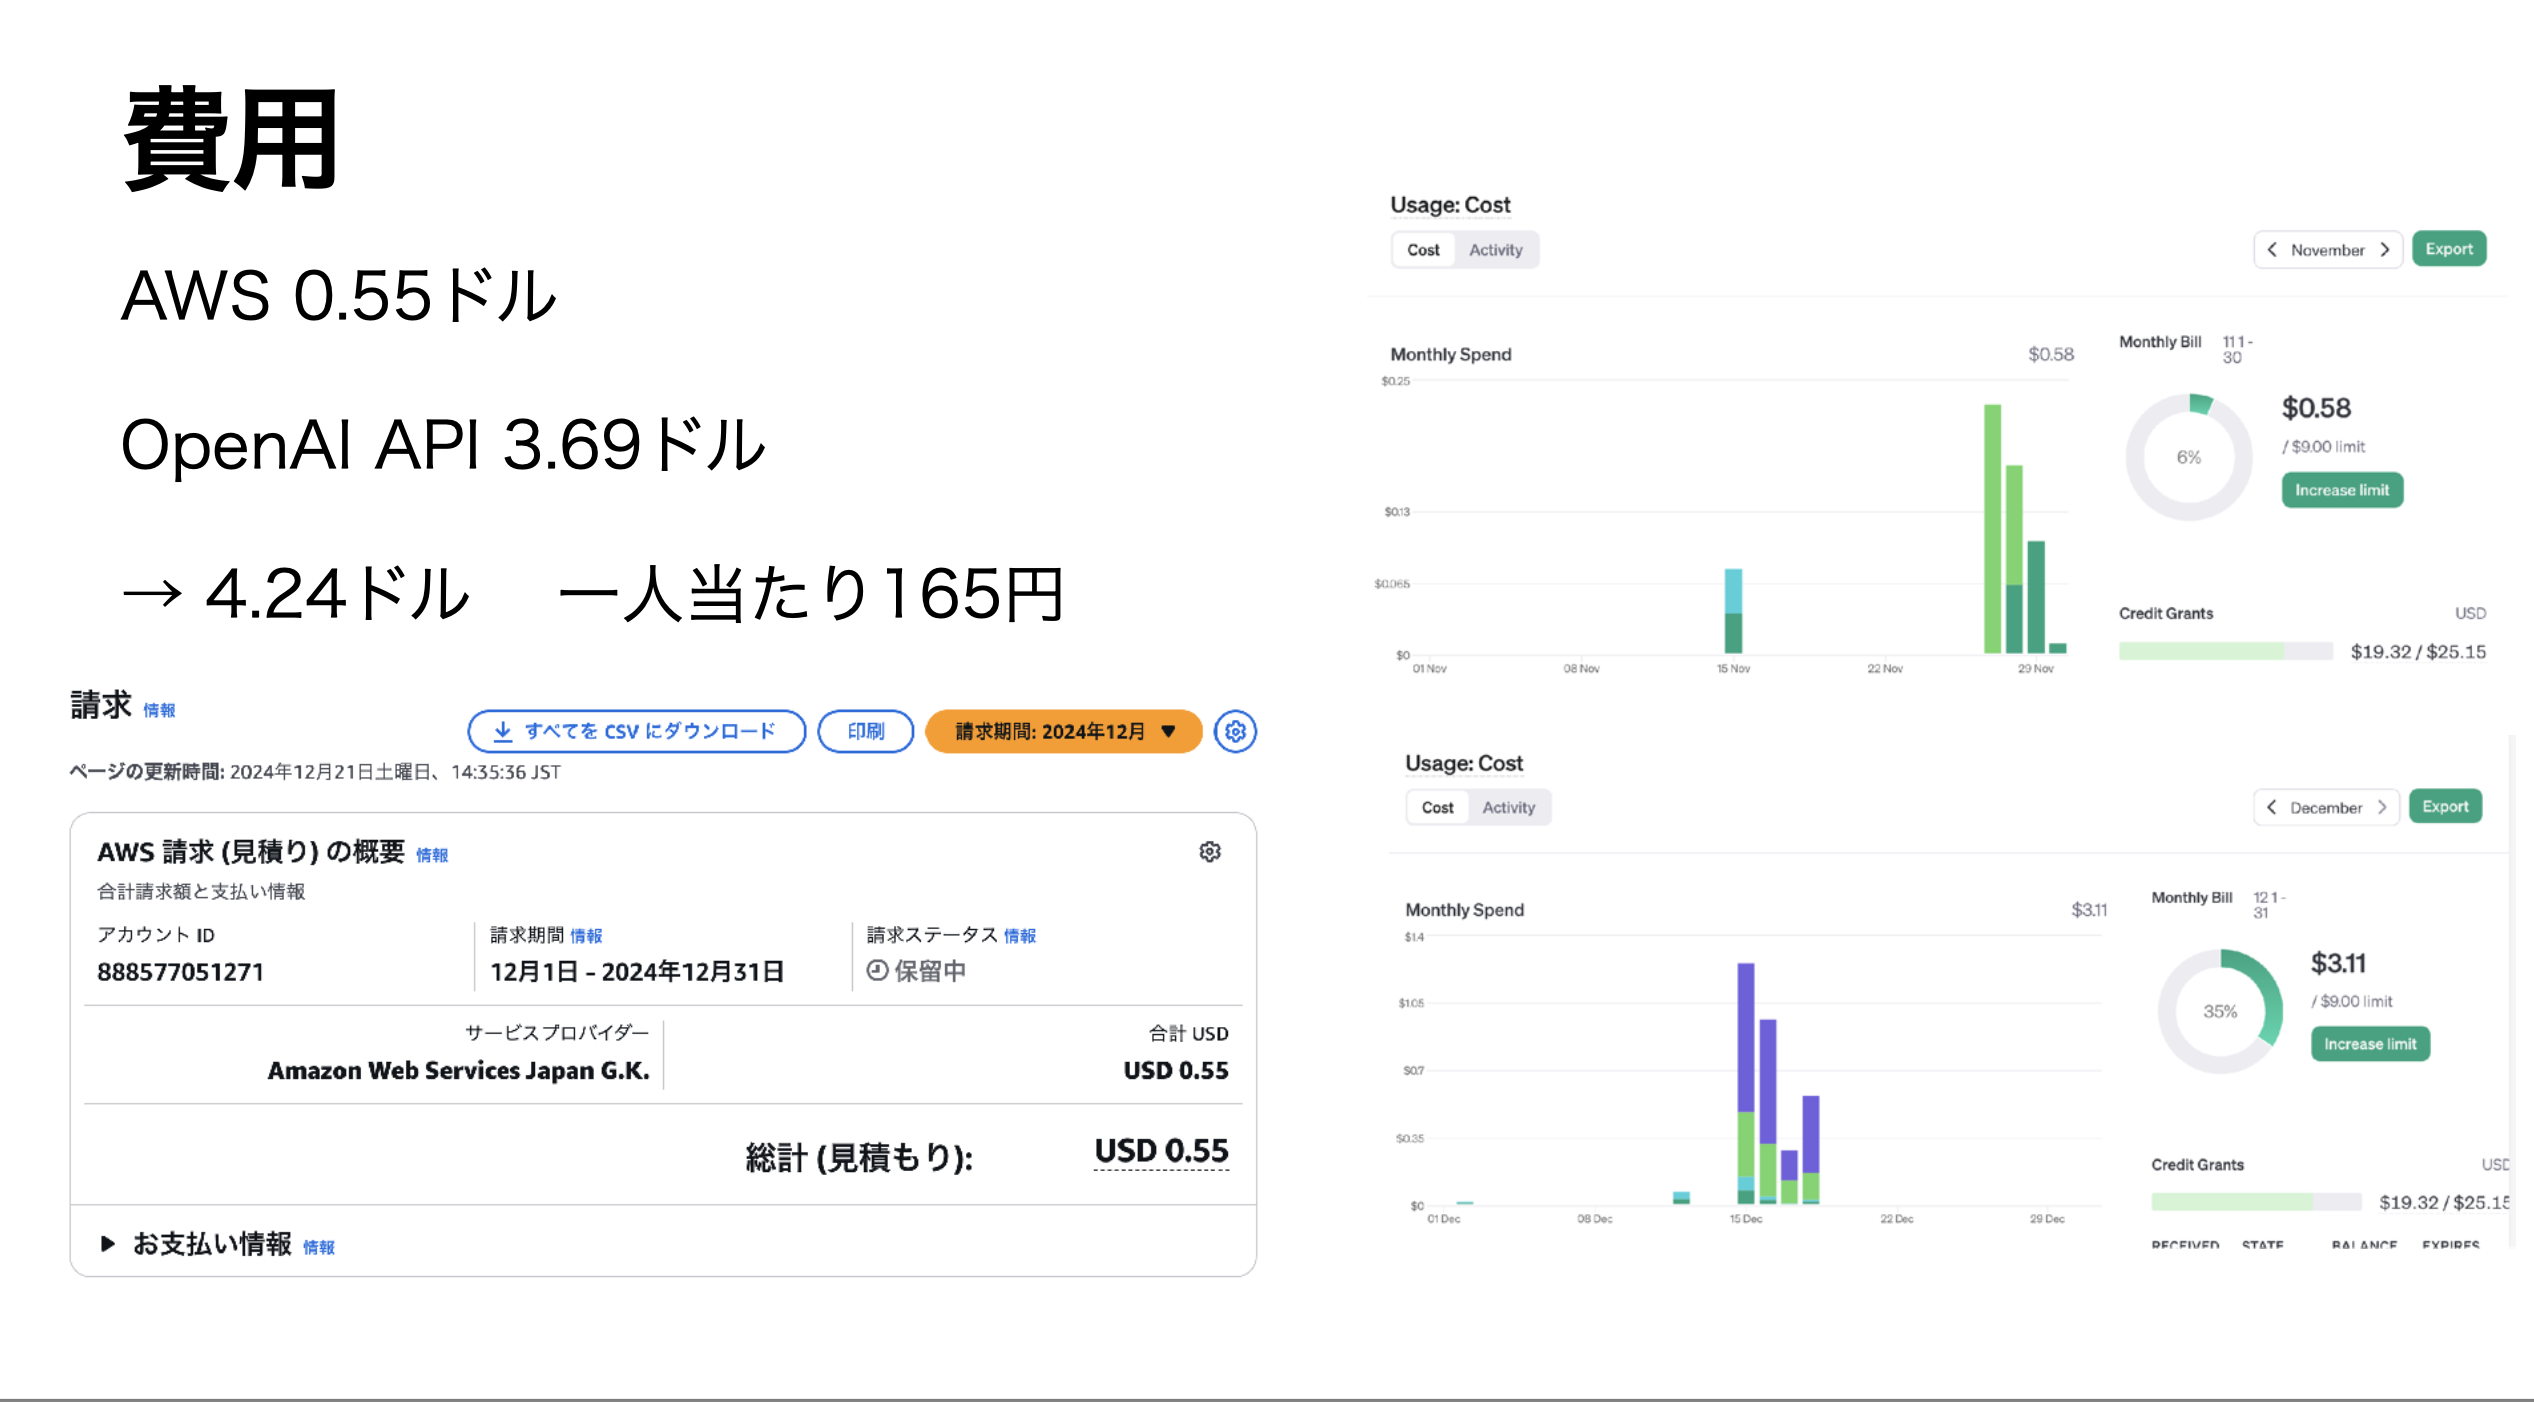 費用
AWS 0.55ドル
OpenAI API 3.69ドル
→ 4.24ドル 一人当たり165円
請求 情報
すべてを CSV にダウンロード
印刷
請求期間: 2024年12月 ▼
ページの更新時間: 2024年12月21日土曜日、14:35:36 JST
AWS 請求 (見積り) の概要 情報
合計請求額と支払い情報
アカウント ID
888577051271
請求期間 情報
12月1日 – 2024年12月31日
請求ステータス 情報
保留中
サービスプロバイダー
Amazon Web Services Japan G.K.
合計 USD
USD 0.55
総計 (見積もり):
USD 0.55
お支払い情報 情報
Usage: Cost
Cost Activity
November
Export
Monthly Spend
$0.58
$0.25
$0.13
$0.065
$0
01 Nov
08 Nov
15 Nov
22 Nov
29 Nov
Monthly Bill
11 1 -
30
6%
$0.58
/ $9.00 limit
Increase limit
Credit Grants
USD
$19.32 / $25.15
Usage: Cost
Cost Activity
December
Export
Monthly Spend
$3.11
$1.4
$1.05
$0.7
$0.35
$0
01 Dec
08 Dec
15 Dec
22 Dec
29 Dec
Monthly Bill
12 1 -
31
35%
$3.11
/ $9.00 limit
Increase limit
Credit Grants
USD
$19.32 / $25.15
RECEIVED STATE BALANCE EXPIRES